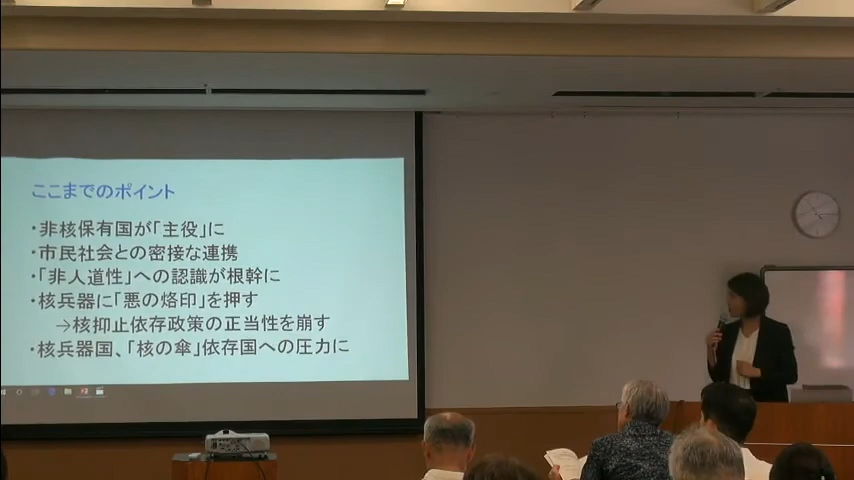 ここまでのポイント
・非核保有国が「主役」に
・市民社会との密接な連携
・「非人道性」への認識が根幹に
・核兵器に「悪の烙印」を押す
→核抑止依存政策の正当性を崩す
・核兵器国、「核の傘」依存国への圧力に